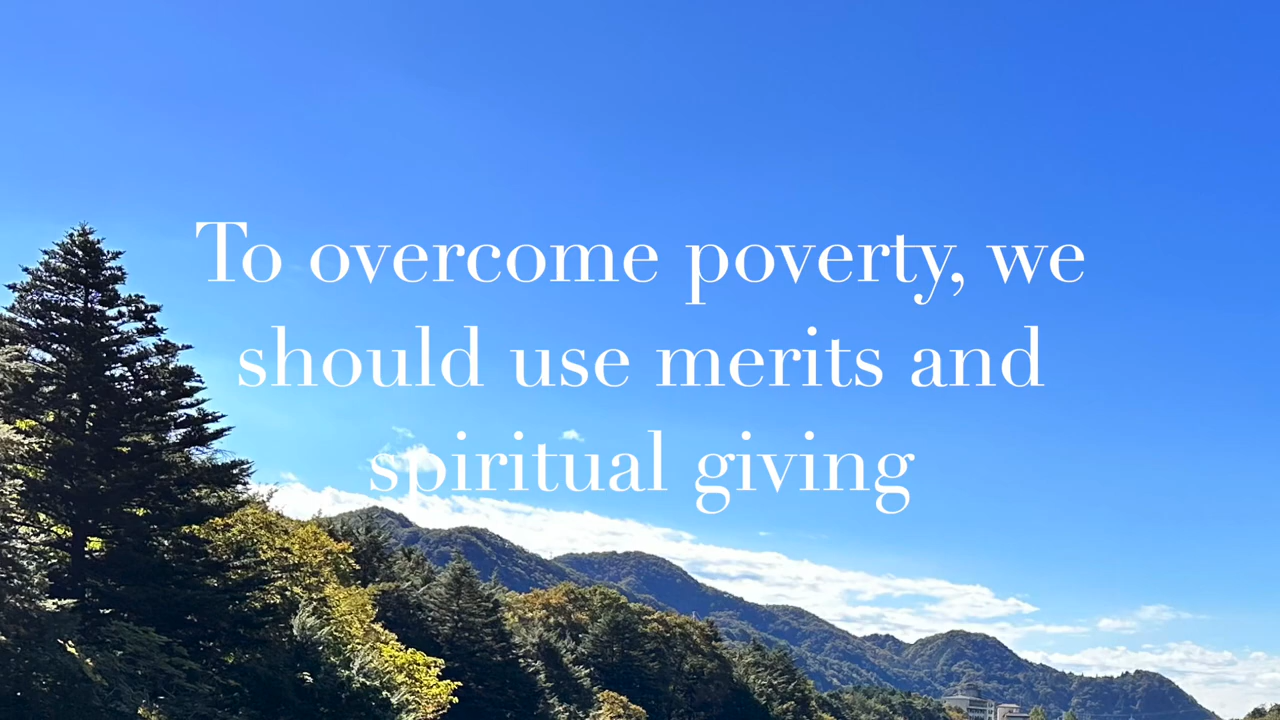 To overcome poverty, we
should use merits and
spiritual giving